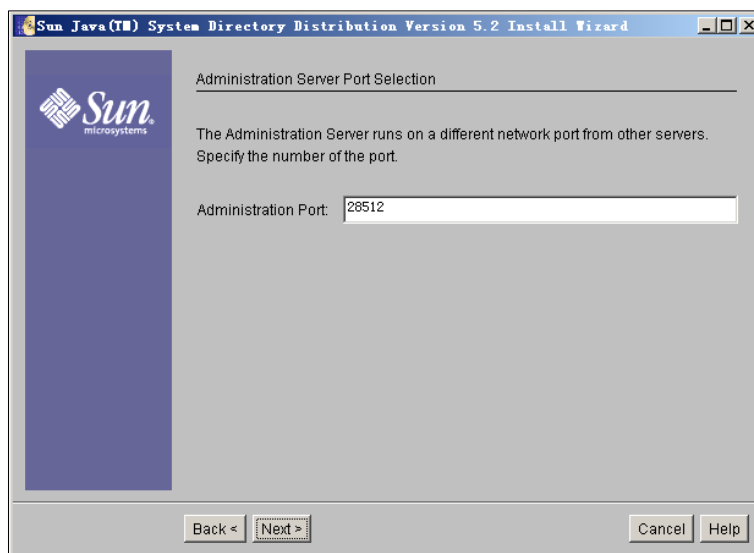 Sun Java(TM) System Directory Distribution Version 5.2 Install Wizard
Sun.
microsystems
Administration Server Port Selection
The Administration Server runs on a different network port from other servers.
Specify the number of the port.
Administration Port: 28512
Back < Next > Cancel Help